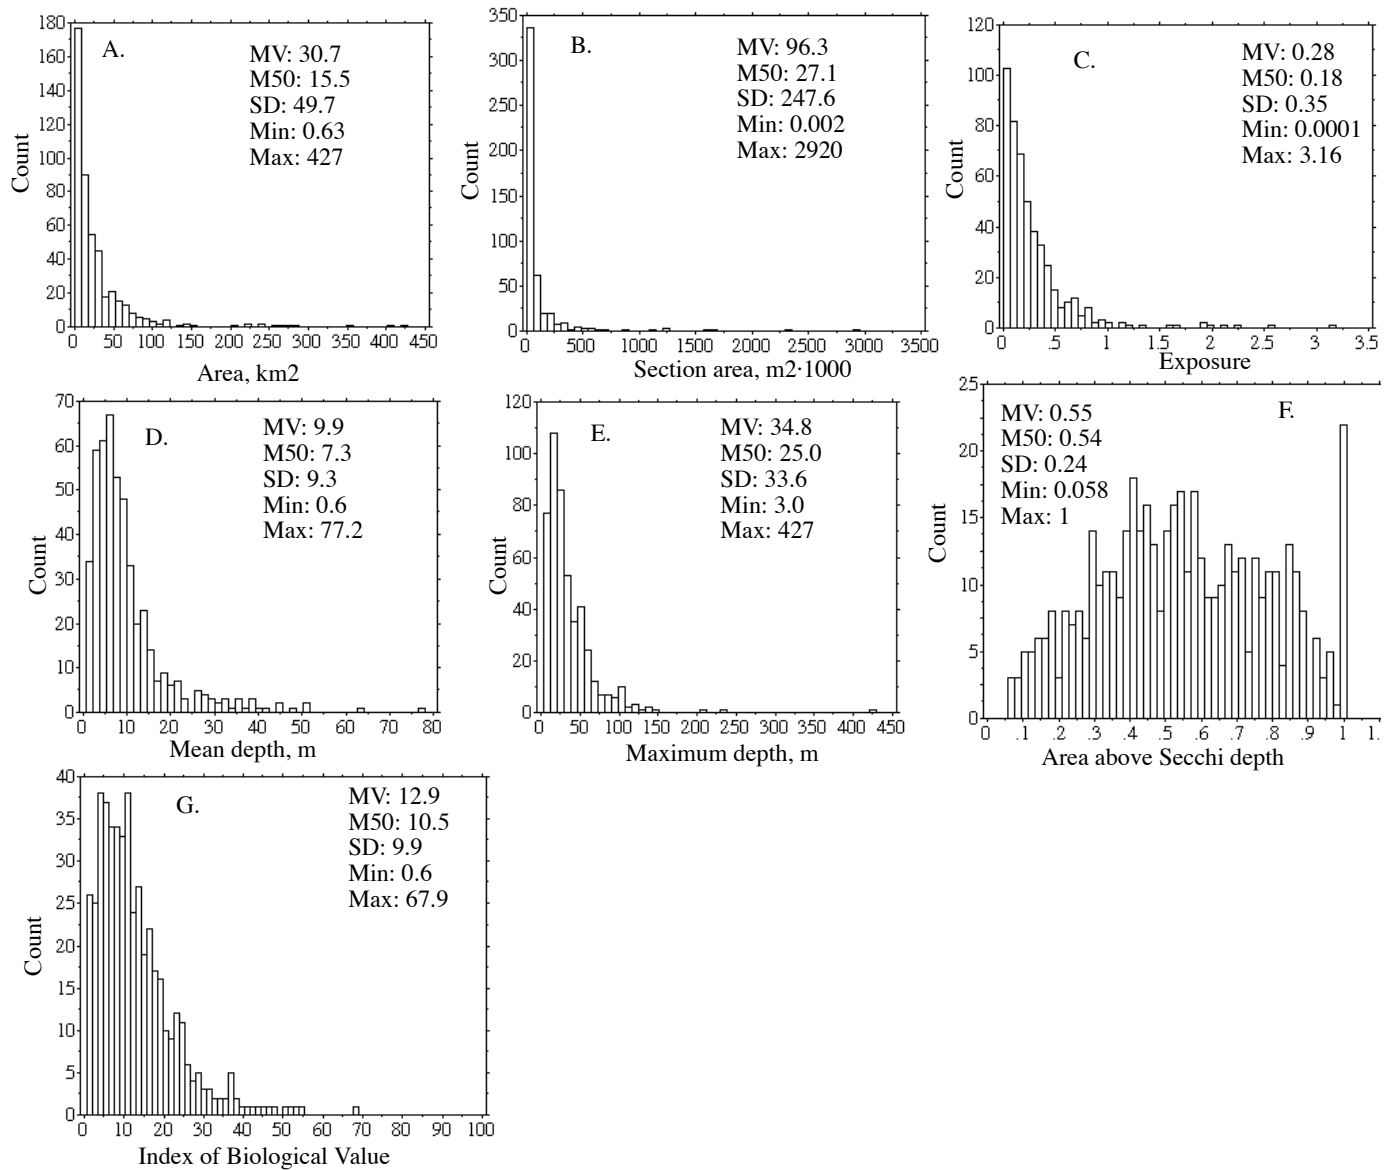 A.
MV: 30.7
M50: 15.5
SD: 49.7
Min: 0.63
Max: 427
Count
180
160
140
120
100
80
60
40
20
0
0 50 100 150 200 250 300 350 400 450
Area, km2
B.
MV: 96.3
M50: 27.1
SD: 247.6
Min: 0.002
Max: 2920
Count
350
300
250
200
150
300
50
0
0 500 1000 1500 2000 2500 3000 3500
Section area, m2·1000
C.
MV: 0.28
M50: 0.18
SD: 0.35
Min: 0.0001
Max: 3.16
Count
120
100
80
60
40
20
0
0 .5 1 1.5 2 2.5 3 3.5
Exposure
D.
MV: 9.9
M50: 7.3
SD: 9.3
Min: 0.6
Max: 77.2
Count
70
60
50
40
30
20
10
0
0 10 20 30 40 50 60 70 80
Mean depth, m
E.
MV: 34.8
M50: 25.0
SD: 33.6
Min: 3.0
Max: 427
Count
120
100
80
60
40
20
0
0 50 100 150 200 250 300 350 400 450
Maximum depth, m
F.
MV: 0.55
M50: 0.54
SD: 0.24
Min: 0.058
Max: 1
Count
25
20
15
10
5
0
0 .1 .2 .3 .4 .5 .6 .7 .8 .9 1 1.
Area above Secchi depth
G.
MV: 12.9
M50: 10.5
SD: 9.9
Min: 0.6
Max: 67.9
Count
40
35
30
25
20
15
10
5
0
0 10 20 30 40 50 60 70 80 90 100
Index of Biological Value